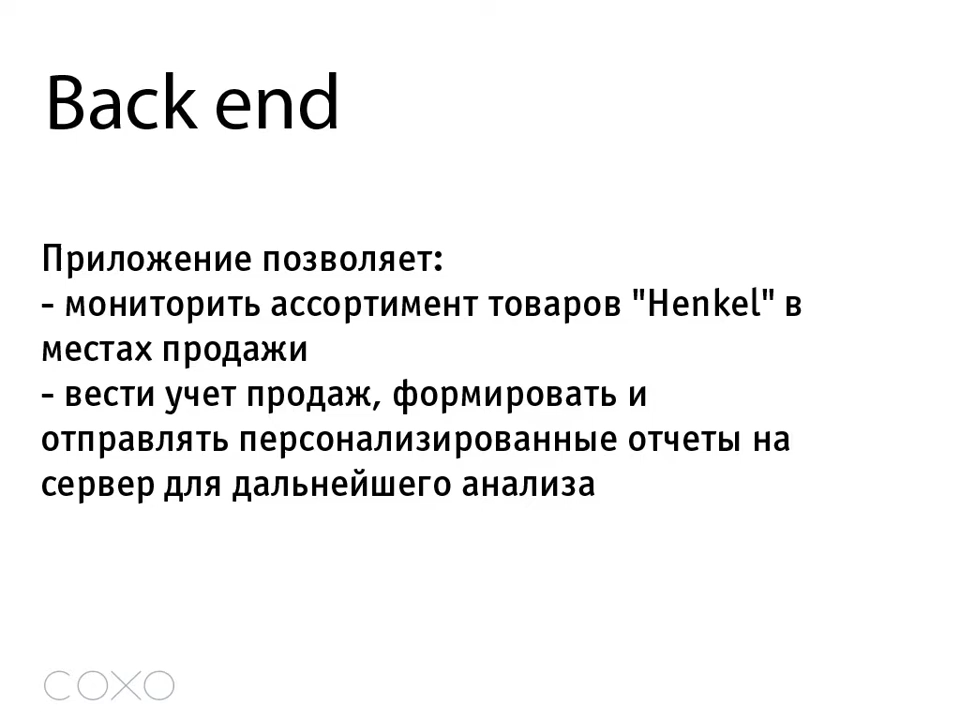 Back end
Приложение позволяет:
- мониторить ассортимент товаров "Henkel" в
местах продажи
- вести учет продаж, формировать и
отправлять персонализированные отчеты на
сервер для дальнейшего анализа
COXO